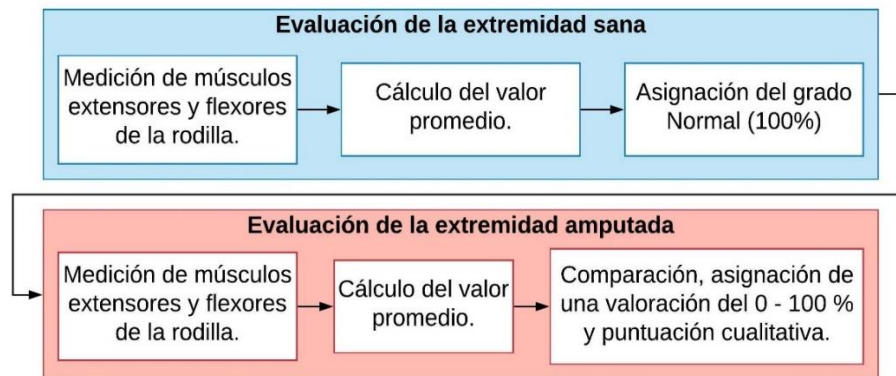 Evaluación de la extremidad sana
Medición de músculos
extensores y flexores
de la rodilla.
Cálculo del valor
promedio.
Asignación del grado
Normal (100%)
Evaluación de la extremidad amputada
Medición de músculos
extensores y flexores
de la rodilla.
Cálculo del valor
promedio.
Comparación, asignación de
una valoración del 0 - 100 %
y puntuación cualitativa.